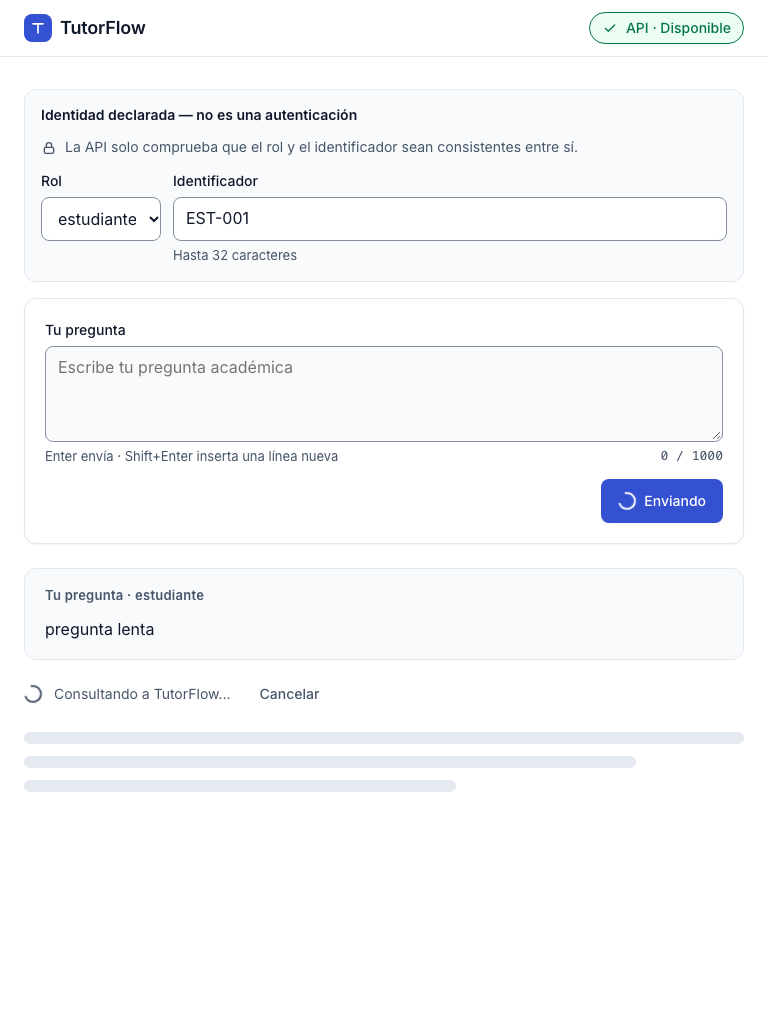 T TutorFlow
API · Disponible
Identidad declarada — no es una autenticación
La API solo comprueba que el rol y el identificador sean consistentes entre sí.
Rol
Identificador
estudiante
EST-001
Hasta 32 caracteres
Tu pregunta
Escribe tu pregunta académica
Enter envía · Shift+Enter inserta una línea nueva
0 / 1000
Enviando
Tu pregunta · estudiante
pregunta lenta
Consultando a TutorFlow…
Cancelar